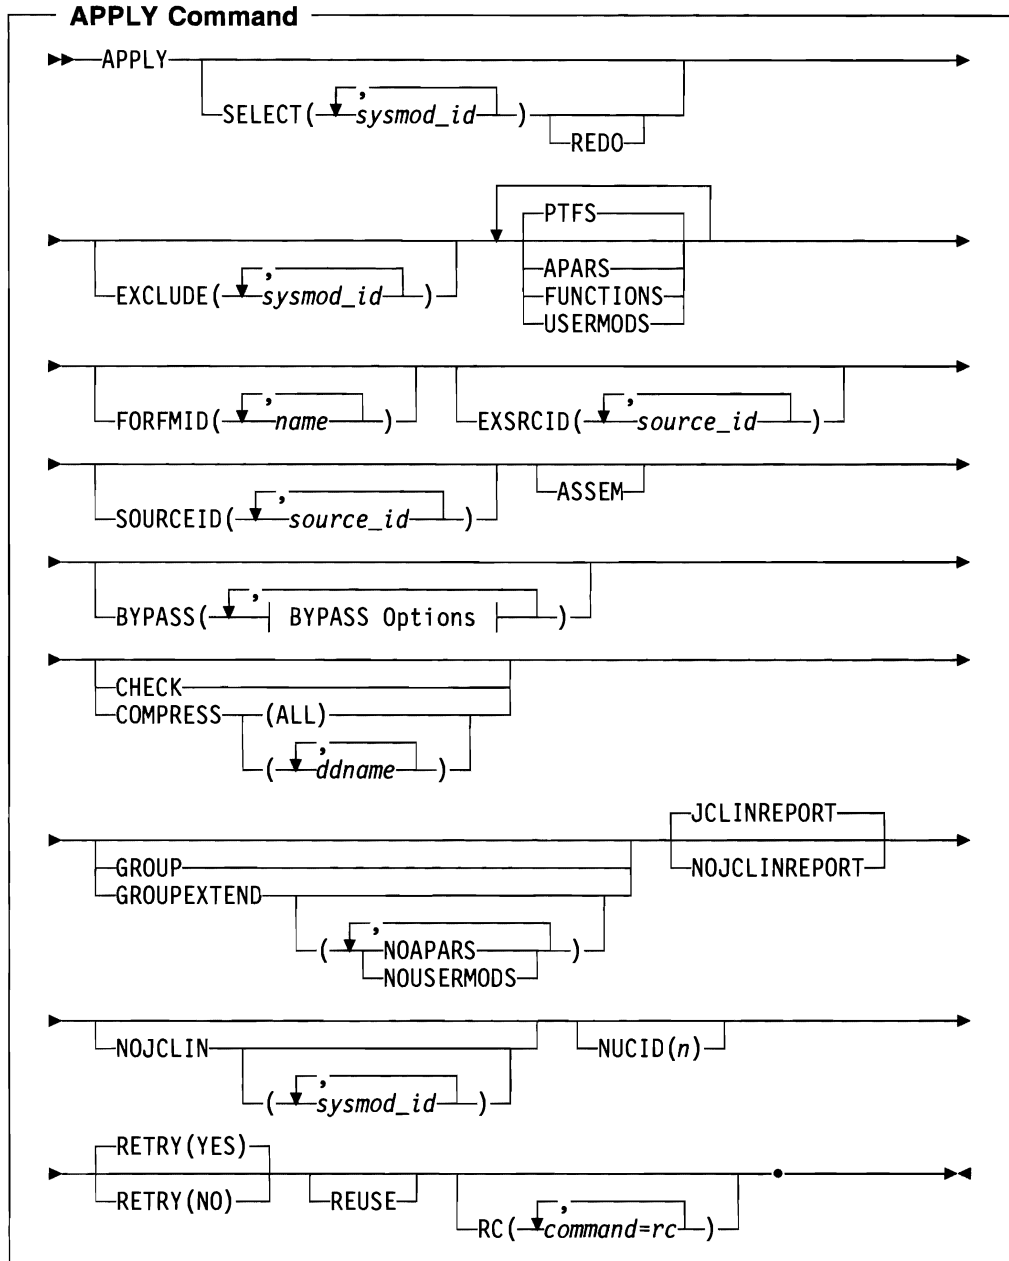 APPLY Command
APPLY
,
SELECT( sysmod_id )
REDO
PTFS
,
APARS
EXCLUDE( sysmod_id ) FUNCTIONS
USERMODS
, ,
FORFMID( name ) EXSRCID( source_id )
, ASSEM
SOURCEID( source_id )
,
BYPASS( BYPASS Options )
CHECK
COMPRESS (ALL)
,
( ddname )
JCLINREPORT
GROUP NOJCLINREPORT
GROUPEXTEND
,
( NOAPARS )
NOUSERMODS
NOJCLIN NUCID(n)
,
( sysmod_id )
RETRY(YES)
RETRY(NO) REUSE ,
RC( command=rc )